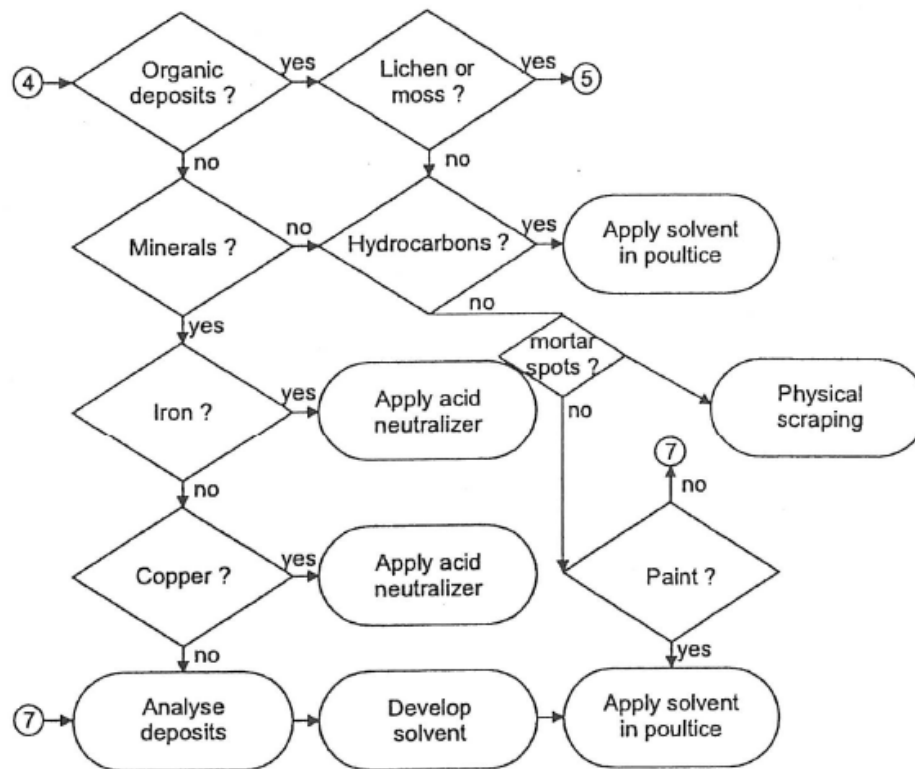 4
Organic
deposits ?
yes
Lichen or
moss ?
yes
5
no
no
Minerals ?
no
Hydrocarbons ?
yes
Apply solvent
in poultice
yes
no
mortar
spots ?
Iron ?
yes
Apply acid
neutralizer
no
Physical
scraping
7
no
no
Copper ?
yes
Apply acid
neutralizer
Paint ?
no
yes
7
Analyse
deposits
Develop
solvent
Apply solvent
in poultice